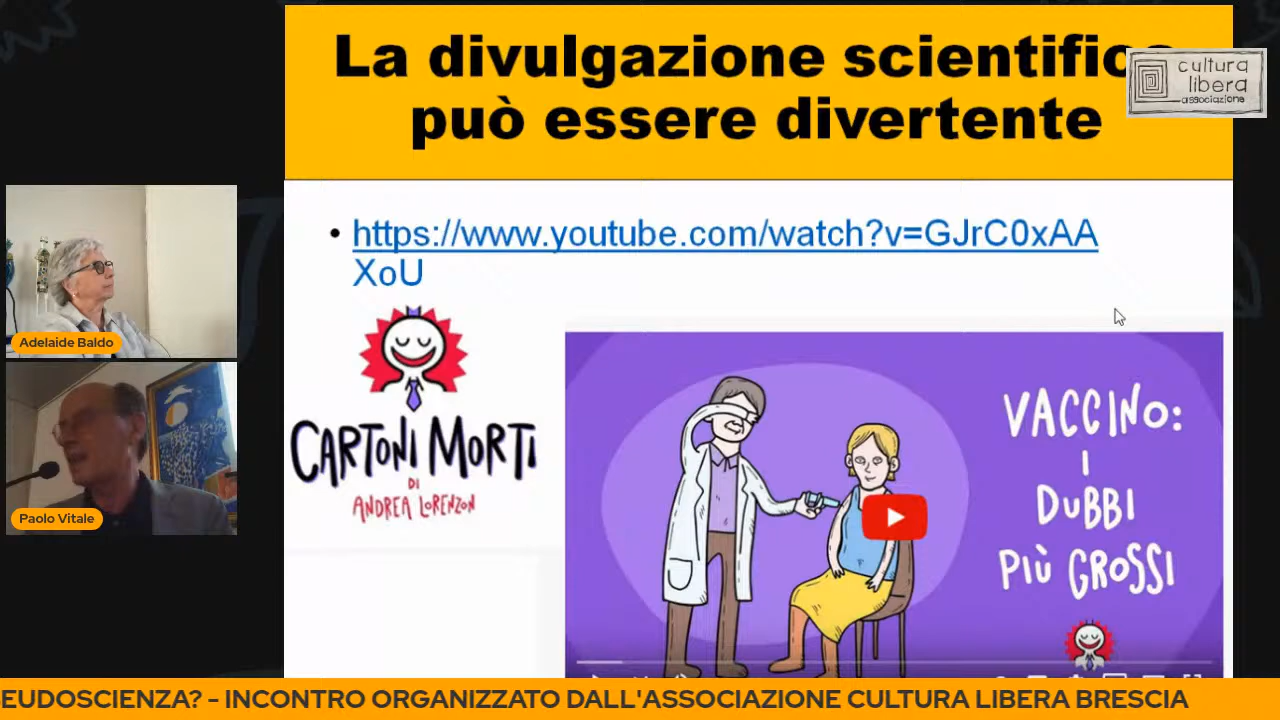 La divulgazione scientifica
può essere divertente
cultura
libera
associazione
• https://www.youtube.com/watch?v=GJrC0xAA
XoU
CARTONI MORTI
DI
ANDREA LORENZON
VACCINO:
I
DUBBI
PIÙ GROSSI
Adelaide Baldo
Paolo Vitale
EUDOSCIENZA? - INCONTRO ORGANIZZATO DALL'ASSOCIAZIONE CULTURA LIBERA BRESCIA